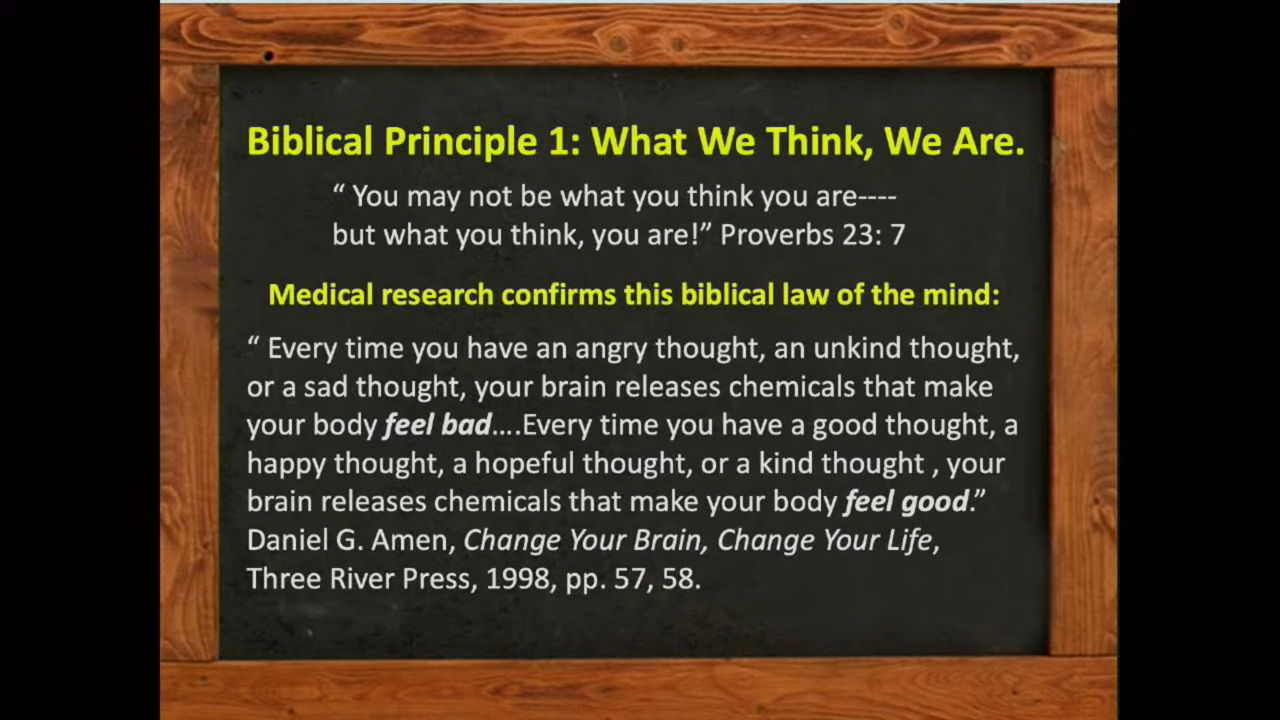 Biblical Principle 1: What We Think, We Are.
“ You may not be what you think you are----
but what you think, you are!” Proverbs 23: 7
Medical research confirms this biblical law of the mind:
“ Every time you have an angry thought, an unkind thought,
or a sad thought, your brain releases chemicals that make
your body feel bad....Every time you have a good thought, a
happy thought, a hopeful thought, or a kind thought , your
brain releases chemicals that make your body feel good.”
Daniel G. Amen, Change Your Brain, Change Your Life,
Three River Press, 1998, pp. 57, 58.